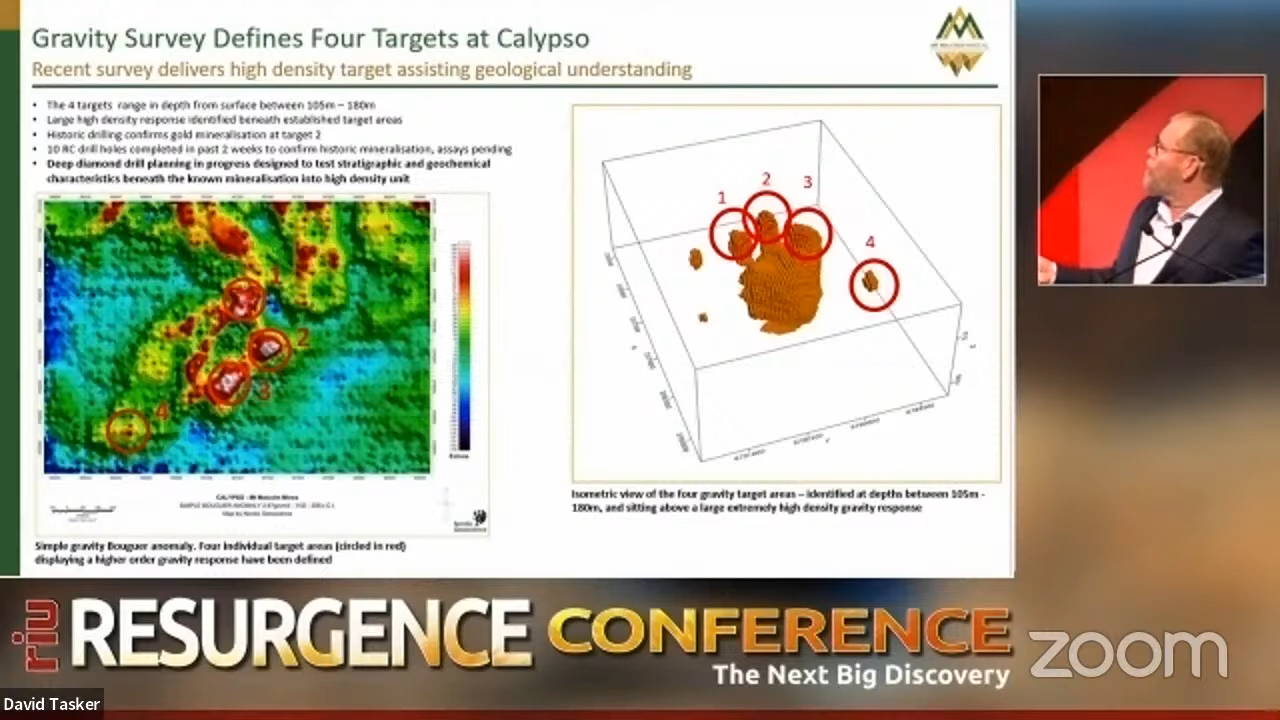 Gravity Survey Defines Four Targets at Calypso
Recent survey delivers high density target assisting geological understanding
• The 4 targets range in depth from surface between 105m – 180m
• Large high density response identified beneath established target areas
• Historic drilling confirms gold mineralisation at target 2
• 10 RC drill holes completed in past 2 weeks to confirm historic mineralisation, assays pending
• Deep diamond drill planning in progress designed to test stratigraphic and geochemical
characteristics beneath the known mineralisation into high density unit
1
2
3
4
CALYPSO - Mt Malcolm Mines
Simple gravity Bouguer anomaly. Four individual target areas (circled in red)
displaying a higher order gravity response have been defined
1
2
3
4
Isometric view of the four gravity target areas – identified at depths between 105m -
180m, and sitting above a large extremely high density gravity response
riu RESURGENCE CONFERENCE
The Next Big Discovery
zoom
David Tasker